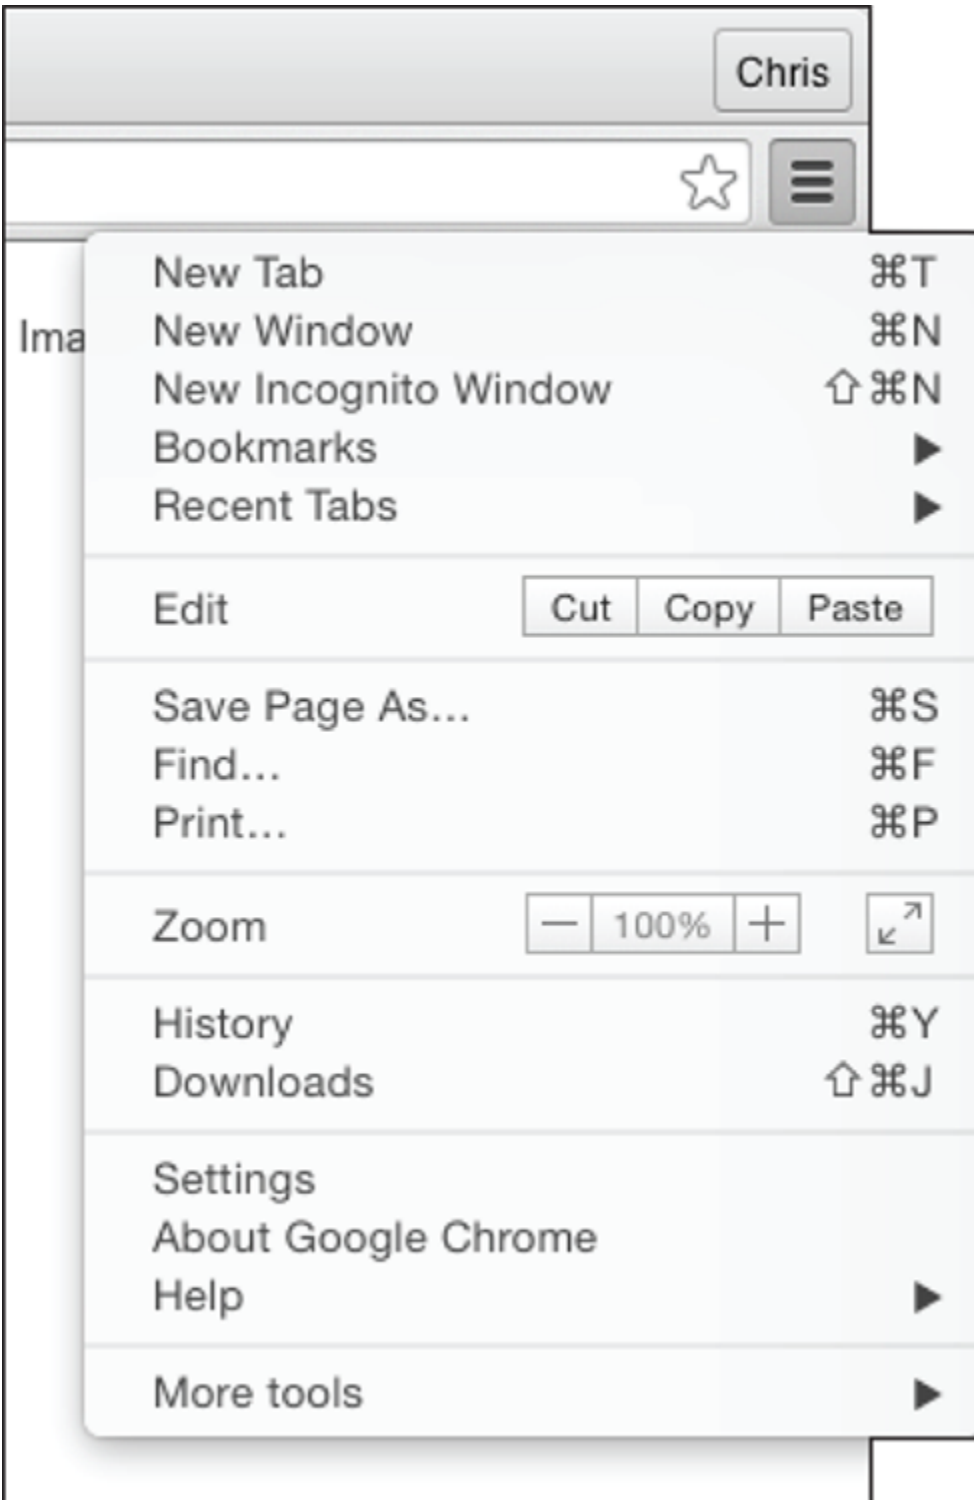 Chris
Ima
New Tab ⌘T
New Window ⌘N
New Incognito Window ⇧⌘N
Bookmarks ▶
Recent Tabs ▶
Edit Cut Copy Paste
Save Page As... ⌘S
Find... ⌘F
Print... ⌘P
Zoom − 100% +
History ⌘Y
Downloads ⇧⌘J
Settings
About Google Chrome
Help ▶
More tools ▶